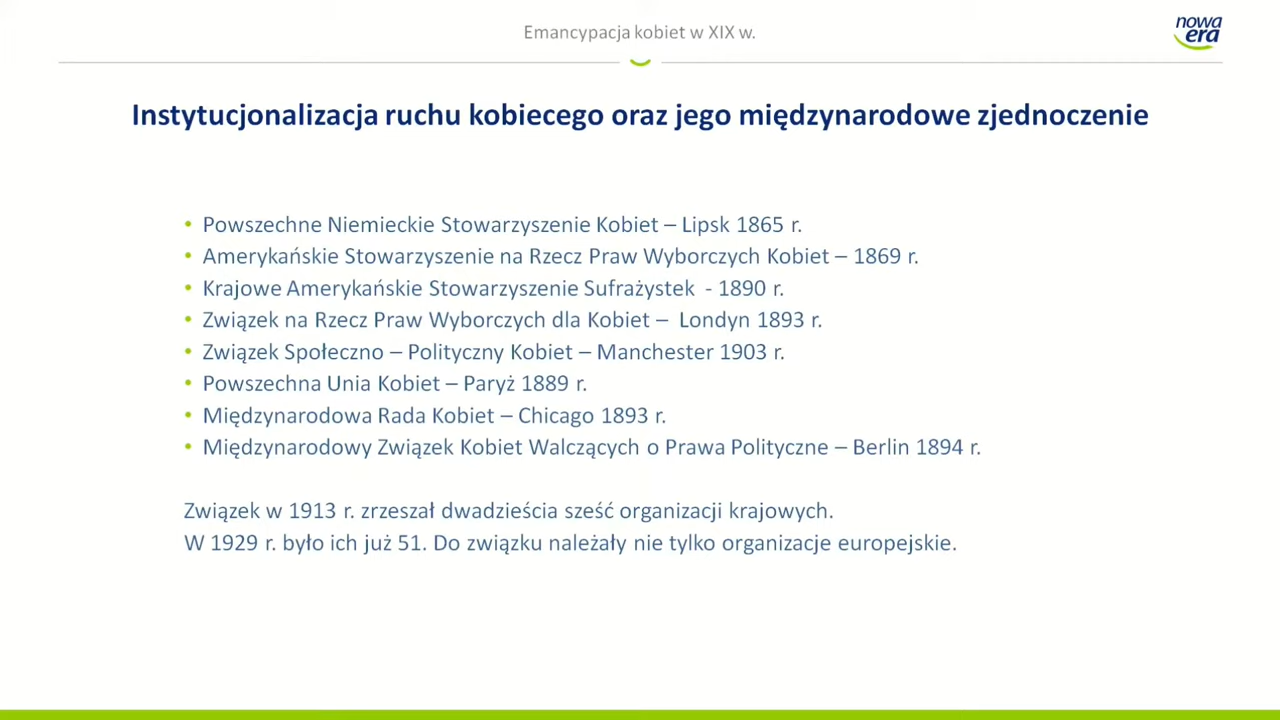 Emancypacja kobiet w XIX w.
nowa
era
Instytucjonalizacja ruchu kobiecego oraz jego międzynarodowe zjednoczenie
• Powszechne Niemieckie Stowarzyszenie Kobiet – Lipsk 1865 r.
• Amerykańskie Stowarzyszenie na Rzecz Praw Wyborczych Kobiet – 1869 r.
• Krajowe Amerykańskie Stowarzyszenie Sufrażystek - 1890 r.
• Związek na Rzecz Praw Wyborczych dla Kobiet – Londyn 1893 r.
• Związek Społeczno – Polityczny Kobiet – Manchester 1903 r.
• Powszechna Unia Kobiet – Paryż 1889 r.
• Międzynarodowa Rada Kobiet – Chicago 1893 r.
• Międzynarodowy Związek Kobiet Walczących o Prawa Polityczne – Berlin 1894 r.
Związek w 1913 r. zrzeszał dwadzieścia sześć organizacji krajowych.
W 1929 r. było ich już 51. Do związku należały nie tylko organizacje europejskie.